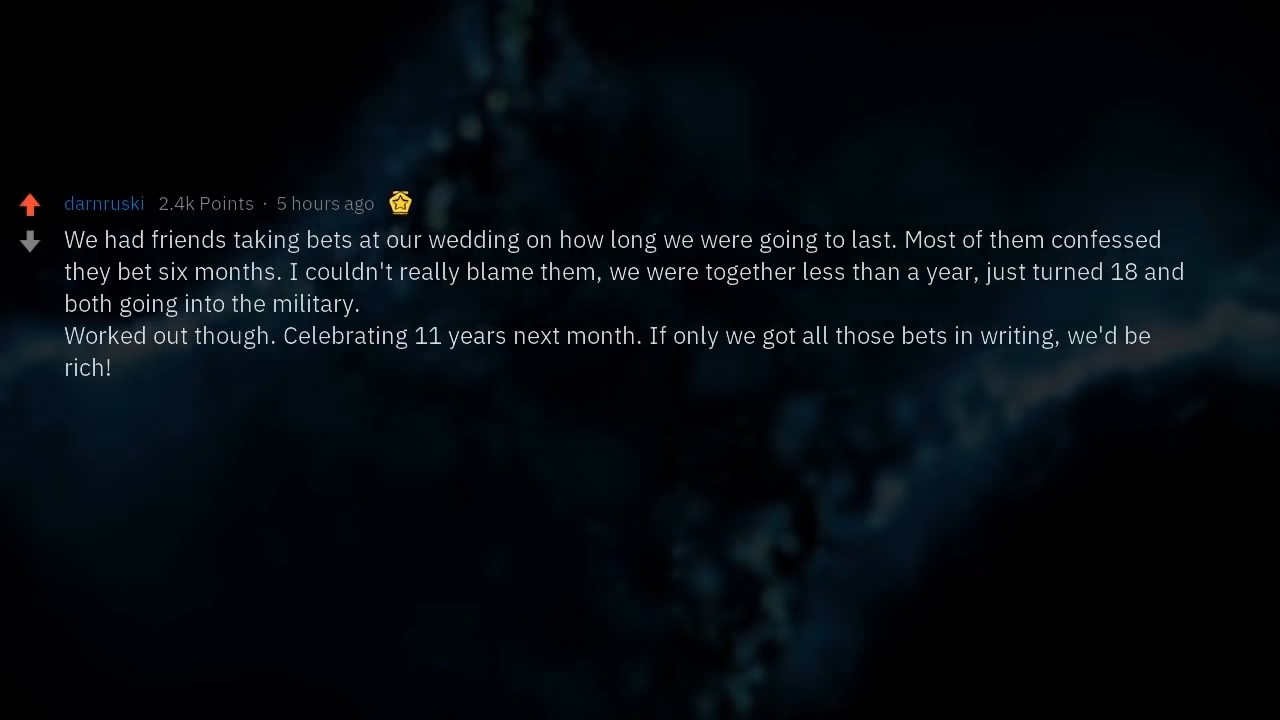 darnruski 2.4k Points · 5 hours ago
We had friends taking bets at our wedding on how long we were going to last. Most of them confessed
they bet six months. I couldn't really blame them, we were together less than a year, just turned 18 and
both going into the military.
Worked out though. Celebrating 11 years next month. If only we got all those bets in writing, we'd be
rich!